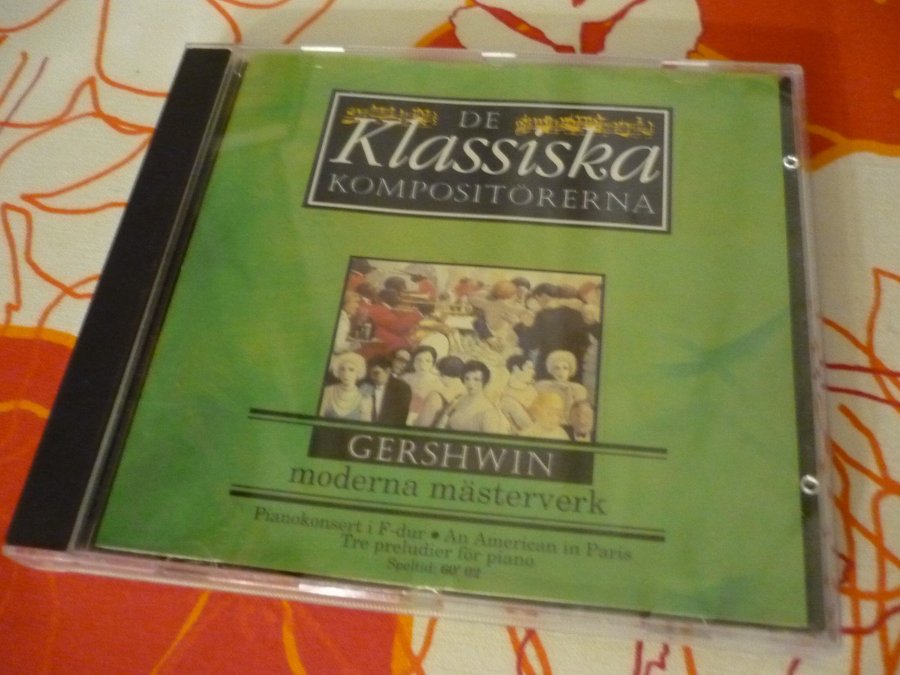 DE
Klassiska
KOMPOSITÖRERNA
GERSHWIN
moderna mästerverk
Pianokonsert i F-dur • An American in Paris
Tre preludier för piano
Speltid: 60' 02